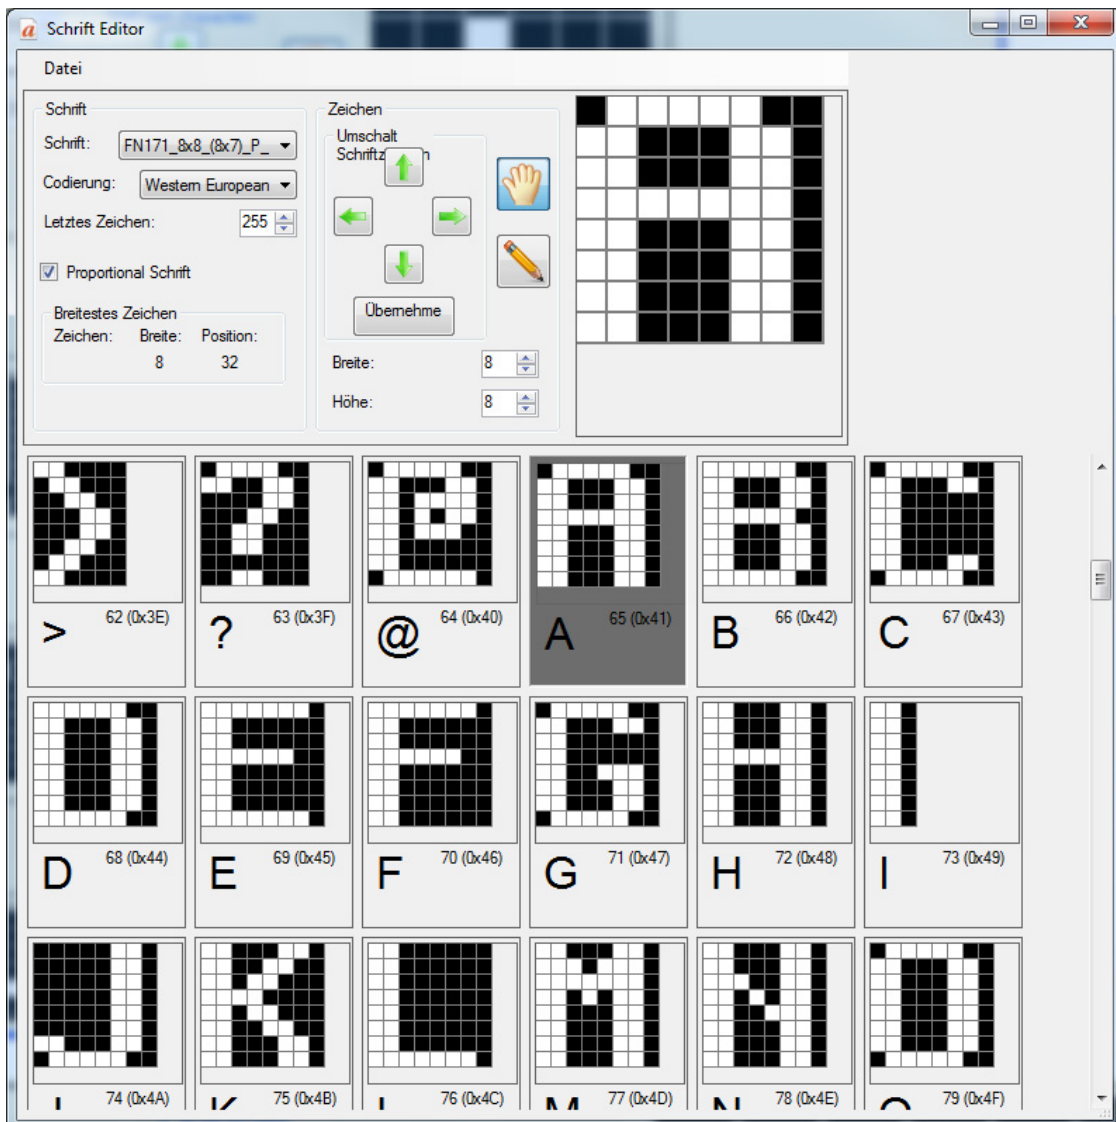 Schrift Editor
Datei
Schrift
Schrift: FN171_8x8_(8x7)_P_
Codierung: Western European
Letztes Zeichen: 255
Proportional Schrift
Breitestes Zeichen
Zeichen: Breite: Position:
8 32
Zeichen
Umschalt
Übernehme
Breite: 8
Höhe: 8
> 62 (0x3E)
? 63 (0x3F)
@ 64 (0x40)
A 65 (0x41)
B 66 (0x42)
C 67 (0x43)
D 68 (0x44)
E 69 (0x45)
F 70 (0x46)
G 71 (0x47)
H 72 (0x48)
I 73 (0x49)
J 74 (0x4A)
K 75 (0x4B)
L 76 (0x4C)
M 77 (0x4D)
N 78 (0x4E)
O 79 (0x4F)